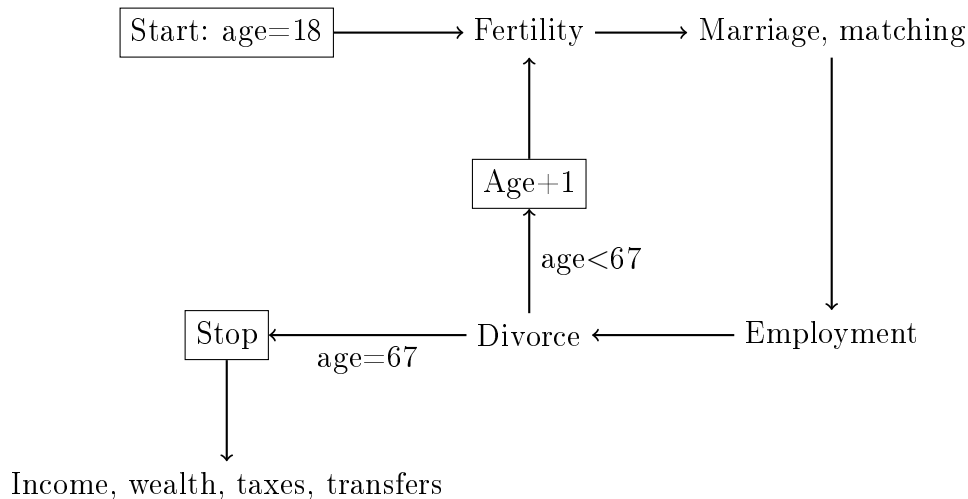 Start: age=18
Fertility
Marriage, matching
Age+1
age<67
Stop
age=67
Divorce
Employment
Income, wealth, taxes, transfers